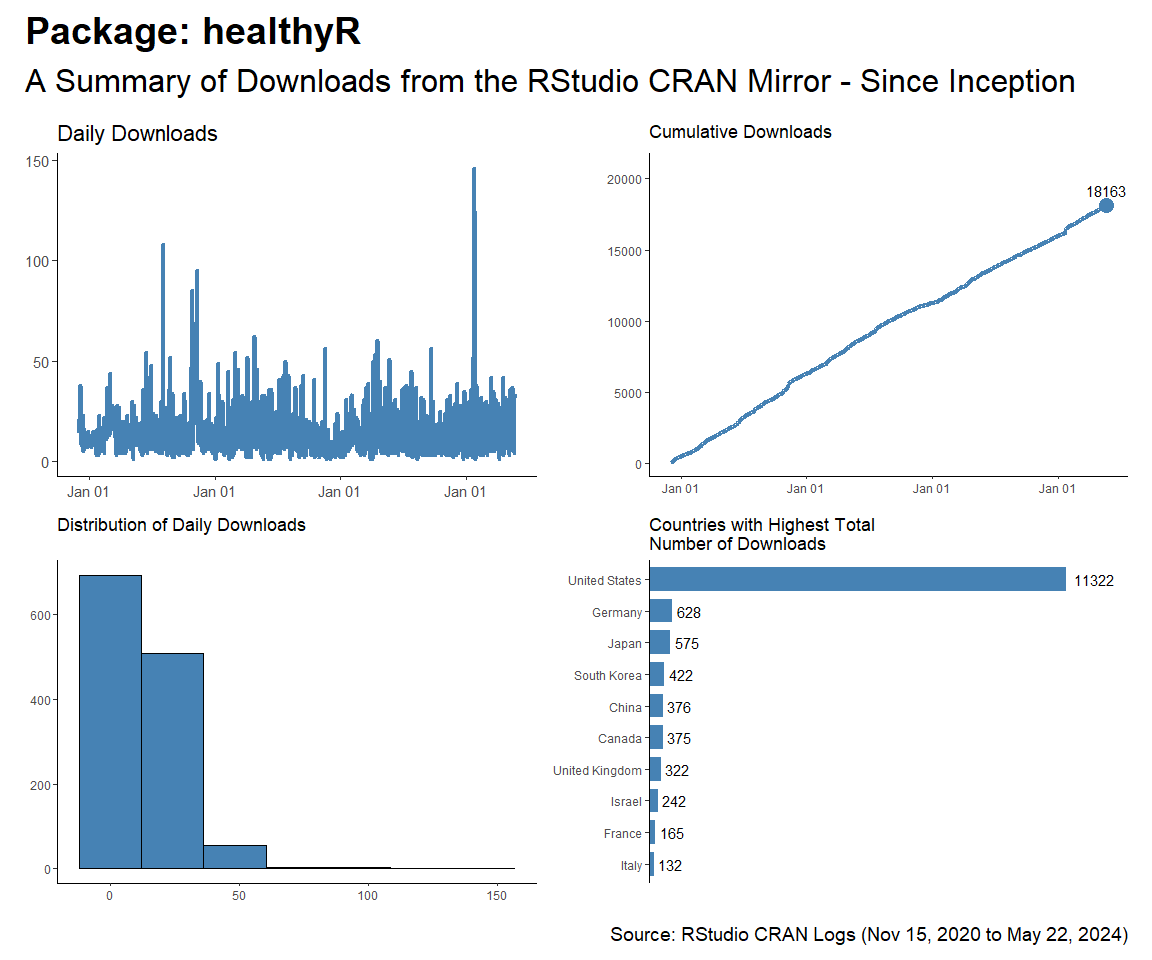 Package: healthyR
A Summary of Downloads from the RStudio CRAN Mirror - Since Inception
Daily Downloads
150
100
50
0
Jan 01 Jan 01 Jan 01 Jan 01
Cumulative Downloads
20000
15000
10000
5000
0
18163
Jan 01 Jan 01 Jan 01 Jan 01
Distribution of Daily Downloads
600
400
200
0
0 50 100 150
Countries with Highest Total
Number of Downloads
United States 11322
Germany 628
Japan 575
South Korea 422
China 376
Canada 375
United Kingdom 322
Israel 242
France 165
Italy 132
Source: RStudio CRAN Logs (Nov 15, 2020 to May 22, 2024)